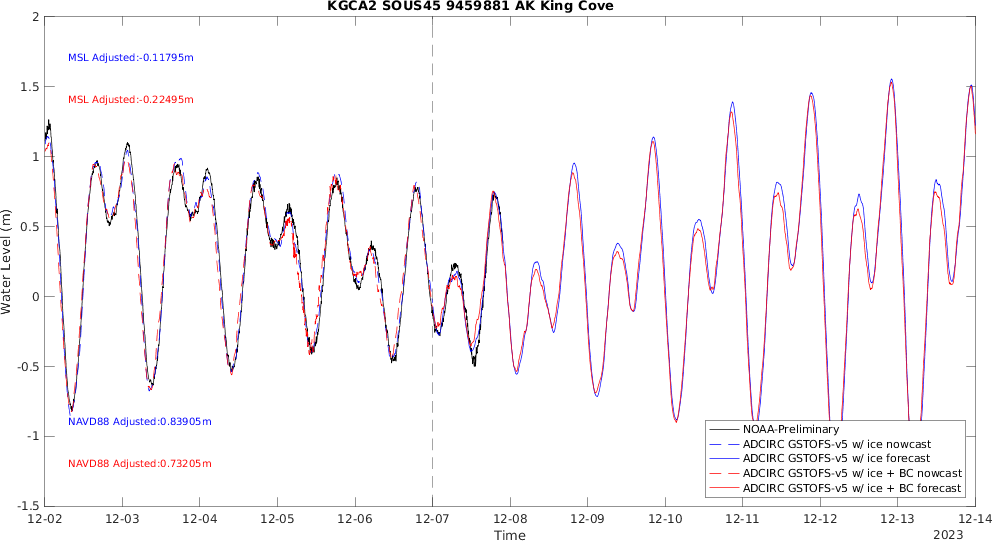 KGCA2 SOUS45 9459881 AK King Cove
2
1.5
1
0.5
0
-0.5
-1
-1.5
Water Level (m)
MSL Adjusted:-0.11795m
MSL Adjusted:-0.22495m
NAVD88 Adjusted:0.83905m
NAVD88 Adjusted:0.73205m
NOAA-Preliminary
ADCIRC GSTOFS-v5 w/ ice nowcast
ADCIRC GSTOFS-v5 w/ ice forecast
ADCIRC GSTOFS-v5 w/ ice + BC nowcast
ADCIRC GSTOFS-v5 w/ ice + BC forecast
12-02 12-03 12-04 12-05 12-06 12-07 12-08 12-09 12-10 12-11 12-12 12-13 12-14
Time
2023